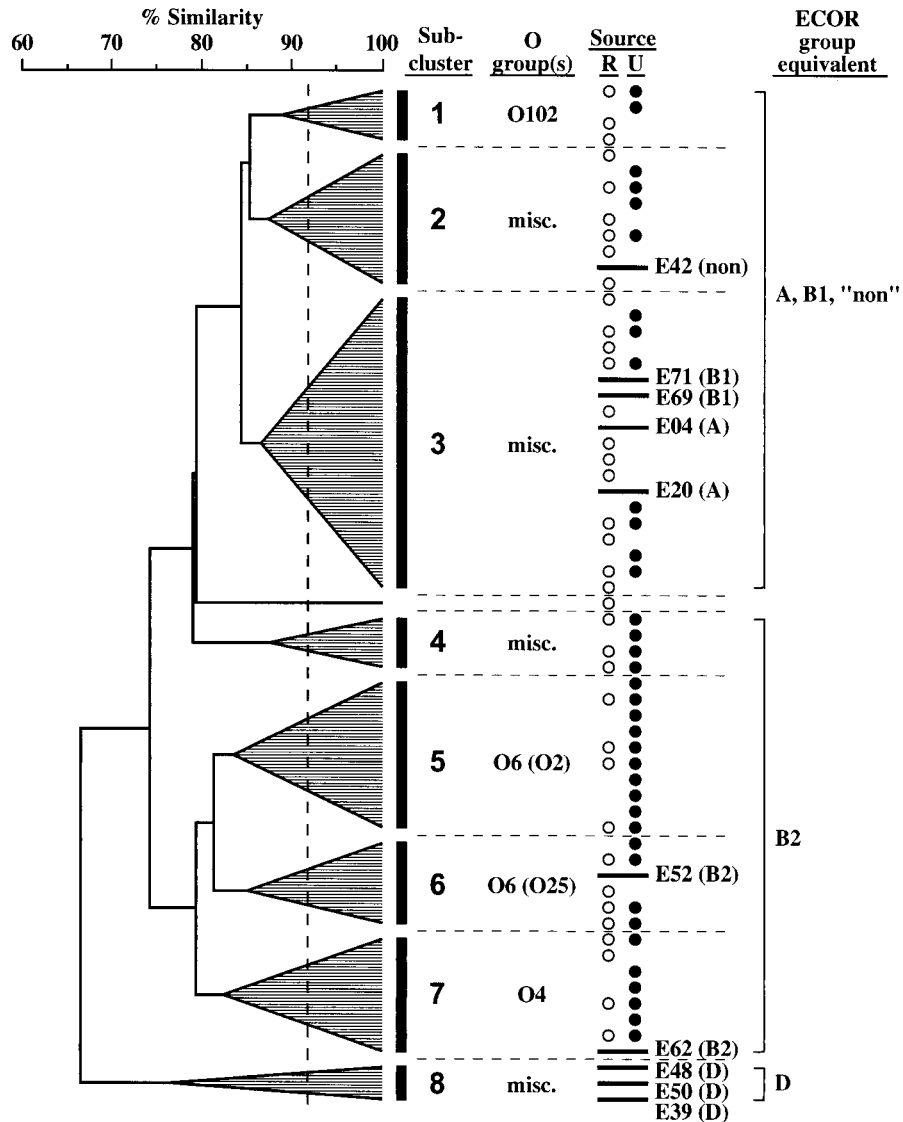 % Similarity
60 70 80 90 100
Sub-cluster
O group(s)
Source
R U
ECOR group equivalent
1 O102
2 misc.
E42 (non)
A, B1, "non"
3 misc.
E71 (B1)
E69 (B1)
E04 (A)
E20 (A)
4 misc.
5 O6 (O2)
B2
6 O6 (O25)
E52 (B2)
7 O4
E62 (B2)
8 misc.
E48 (D)
E50 (D)
E39 (D)
D